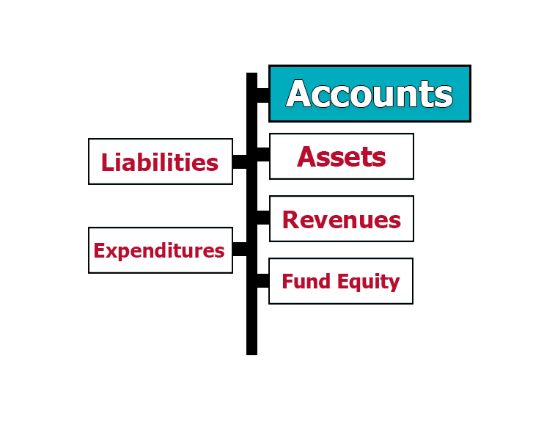 Accounts
Liabilities
Assets
Revenues
Expenditures
Fund Equity